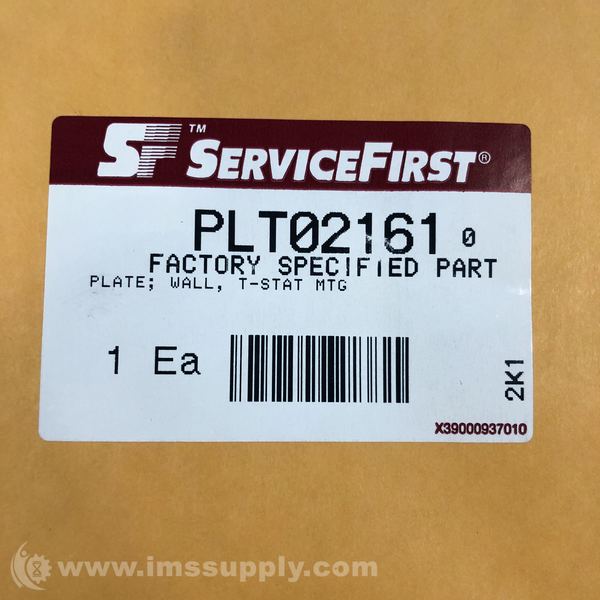 SF™ SERVICEFIRST®
PLT02161 0
FACTORY SPECIFIED PART
PLATE; WALL, T-STAT MTG
1 Ea
2K1
X39000937010
www.imssupply.com